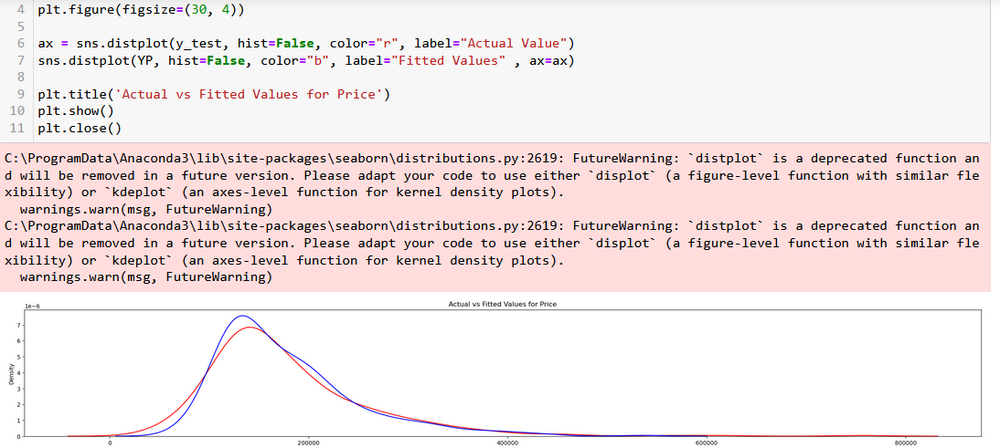 4 plt.figure(figsize=(30, 4))
5
6 ax = sns.distplot(y_test, hist=False, color="r", label="Actual Value")
7 sns.distplot(YP, hist=False, color="b", label="Fitted Values" , ax=ax)
8
9 plt.title('Actual vs Fitted Values for Price')
10 plt.show()
11 plt.close()
C:\ProgramData\Anaconda3\lib\site-packages\seaborn\distributions.py:2619: FutureWarning: `distplot` is a deprecated function an
d will be removed in a future version. Please adapt your code to use either `displot` (a figure-level function with similar fle
xibility) or `kdeplot` (an axes-level function for kernel density plots).
warnings.warn(msg, FutureWarning)
C:\ProgramData\Anaconda3\lib\site-packages\seaborn\distributions.py:2619: FutureWarning: `distplot` is a deprecated function an
d will be removed in a future version. Please adapt your code to use either `displot` (a figure-level function with similar fle
xibility) or `kdeplot` (an axes-level function for kernel density plots).
warnings.warn(msg, FutureWarning)
Actual vs Fitted Values for Price
1e−6
7
6
5
4
3
2
1
0
Density
0 200000 400000 600000 800000